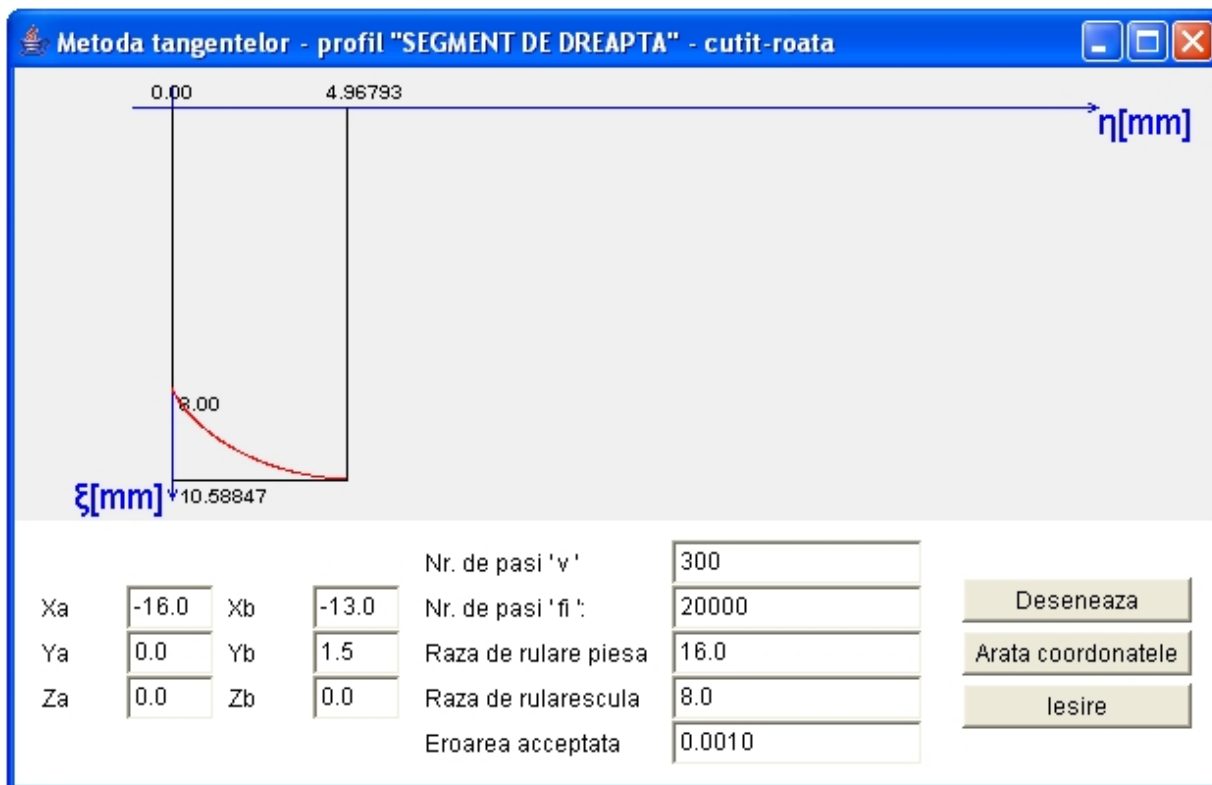 Metoda tangentelor - profil "SEGMENT DE DREAPTA" - cutit-roata
0.00 4.96793
η[mm]
8.00
ξ[mm] 10.58847
Nr. de pasi 'v' 300
Xa -16.0 Xb -13.0 Nr. de pasi 'fi': 20000 Deseneaza
Ya 0.0 Yb 1.5 Raza de rulare piesa 16.0 Arata coordonatele
Za 0.0 Zb 0.0 Raza de rularescula 8.0 Iesire
Eroarea acceptata 0.0010